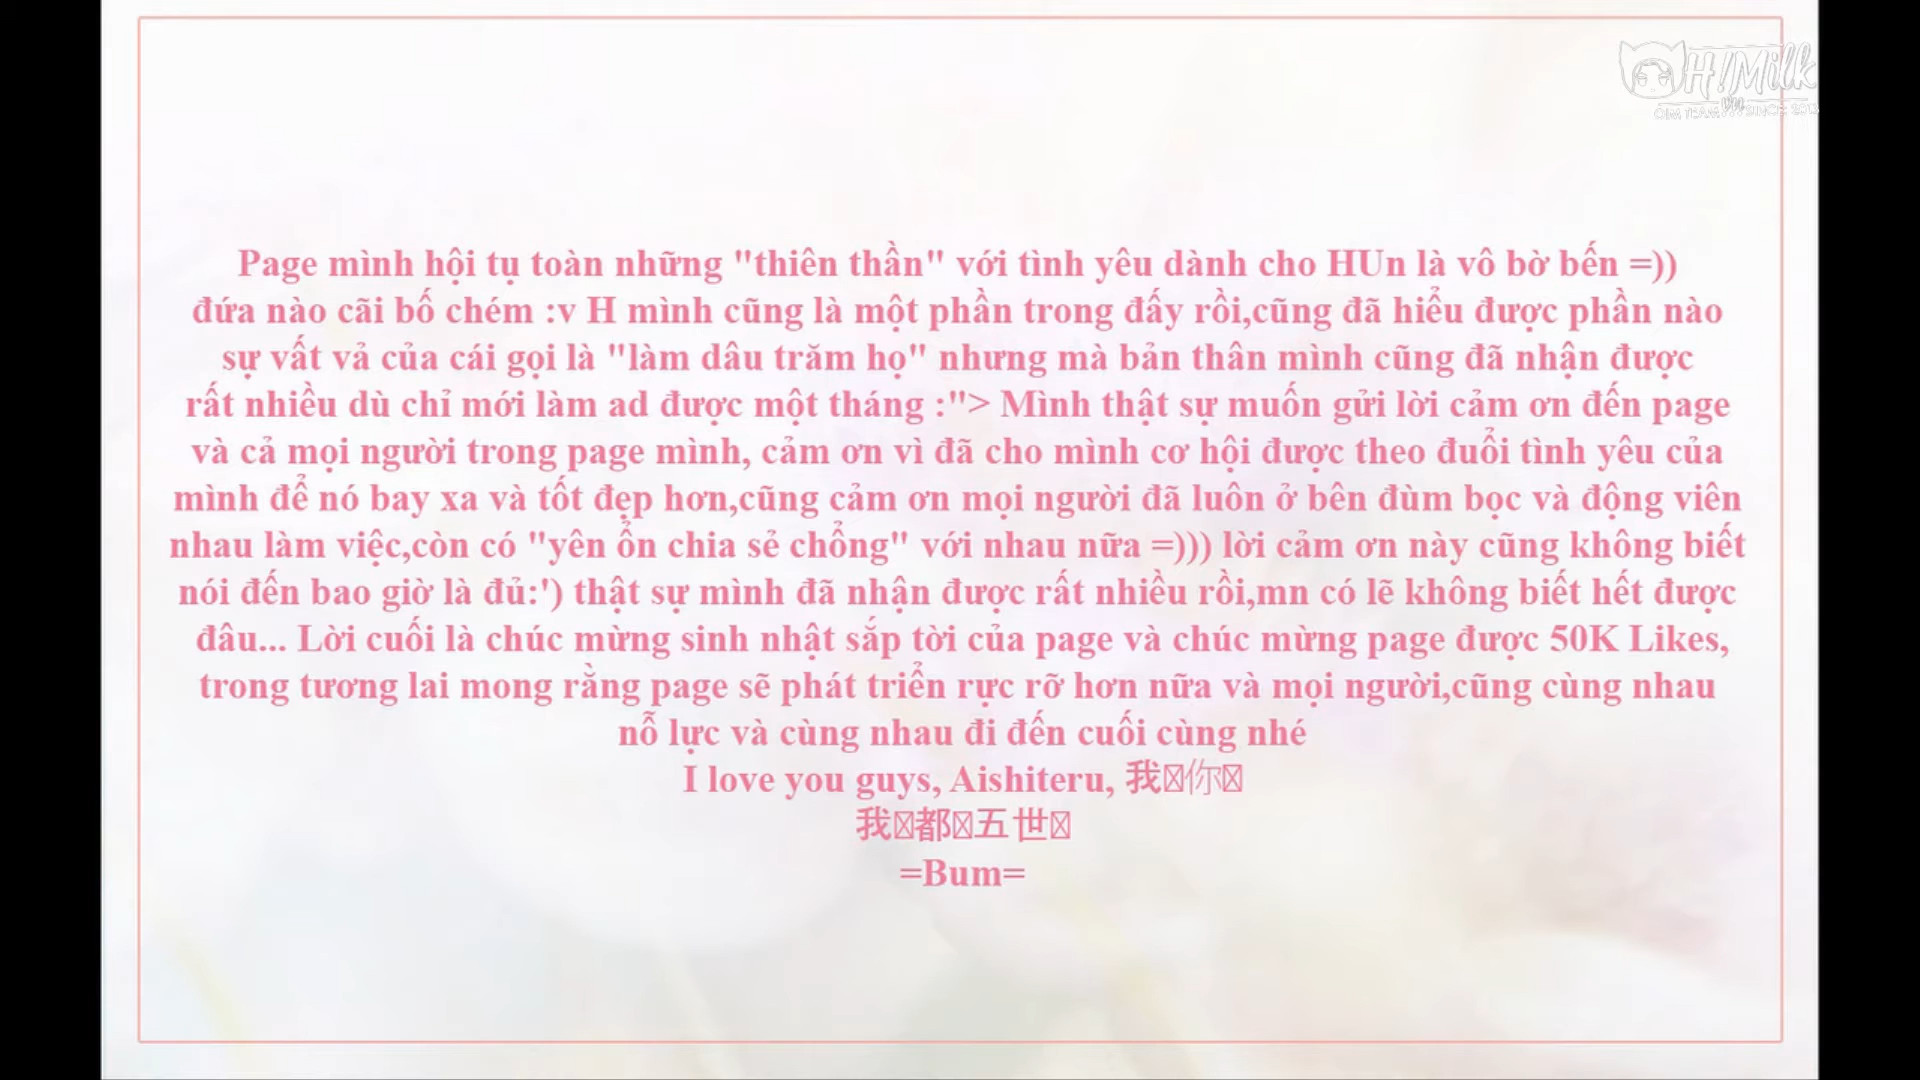 OH!Milk
VN
QIM TEAM SINCE 2013
Page mình hội tụ toàn những "thiên thần" với tình yêu dành cho HUn là vô bờ bến =))
đứa nào cãi bố chém :v H mình cũng là một phần trong đấy rồi,cũng đã hiểu được phần nào
sự vất vả của cái gọi là "làm dâu trăm họ" nhưng mà bản thân mình cũng đã nhận được
rất nhiều dù chỉ mới làm ad được một tháng :"> Mình thật sự muốn gửi lời cảm ơn đến page
và cả mọi người trong page mình, cảm ơn vì đã cho mình cơ hội được theo đuổi tình yêu của
mình để nó bay xa và tốt đẹp hơn,cũng cảm ơn mọi người đã luôn ở bên đùm bọc và động viên
nhau làm việc,còn có "yên ổn chia sẻ chổng" với nhau nữa =))) lời cảm ơn này cũng không biết
nói đến bao giờ là đủ:') thật sự mình đã nhận được rất nhiều rồi,mn có lẽ không biết hết được
đâu... Lời cuối là chúc mừng sinh nhật sắp tời của page và chúc mừng page được 50K Likes,
trong tương lai mong rằng page sẽ phát triển rực rỡ hơn nữa và mọi người,cũng cùng nhau
nỗ lực và cùng nhau đi đến cuối cùng nhé
I love you guys, Aishiteru, 我你
我都五世
=Bum=